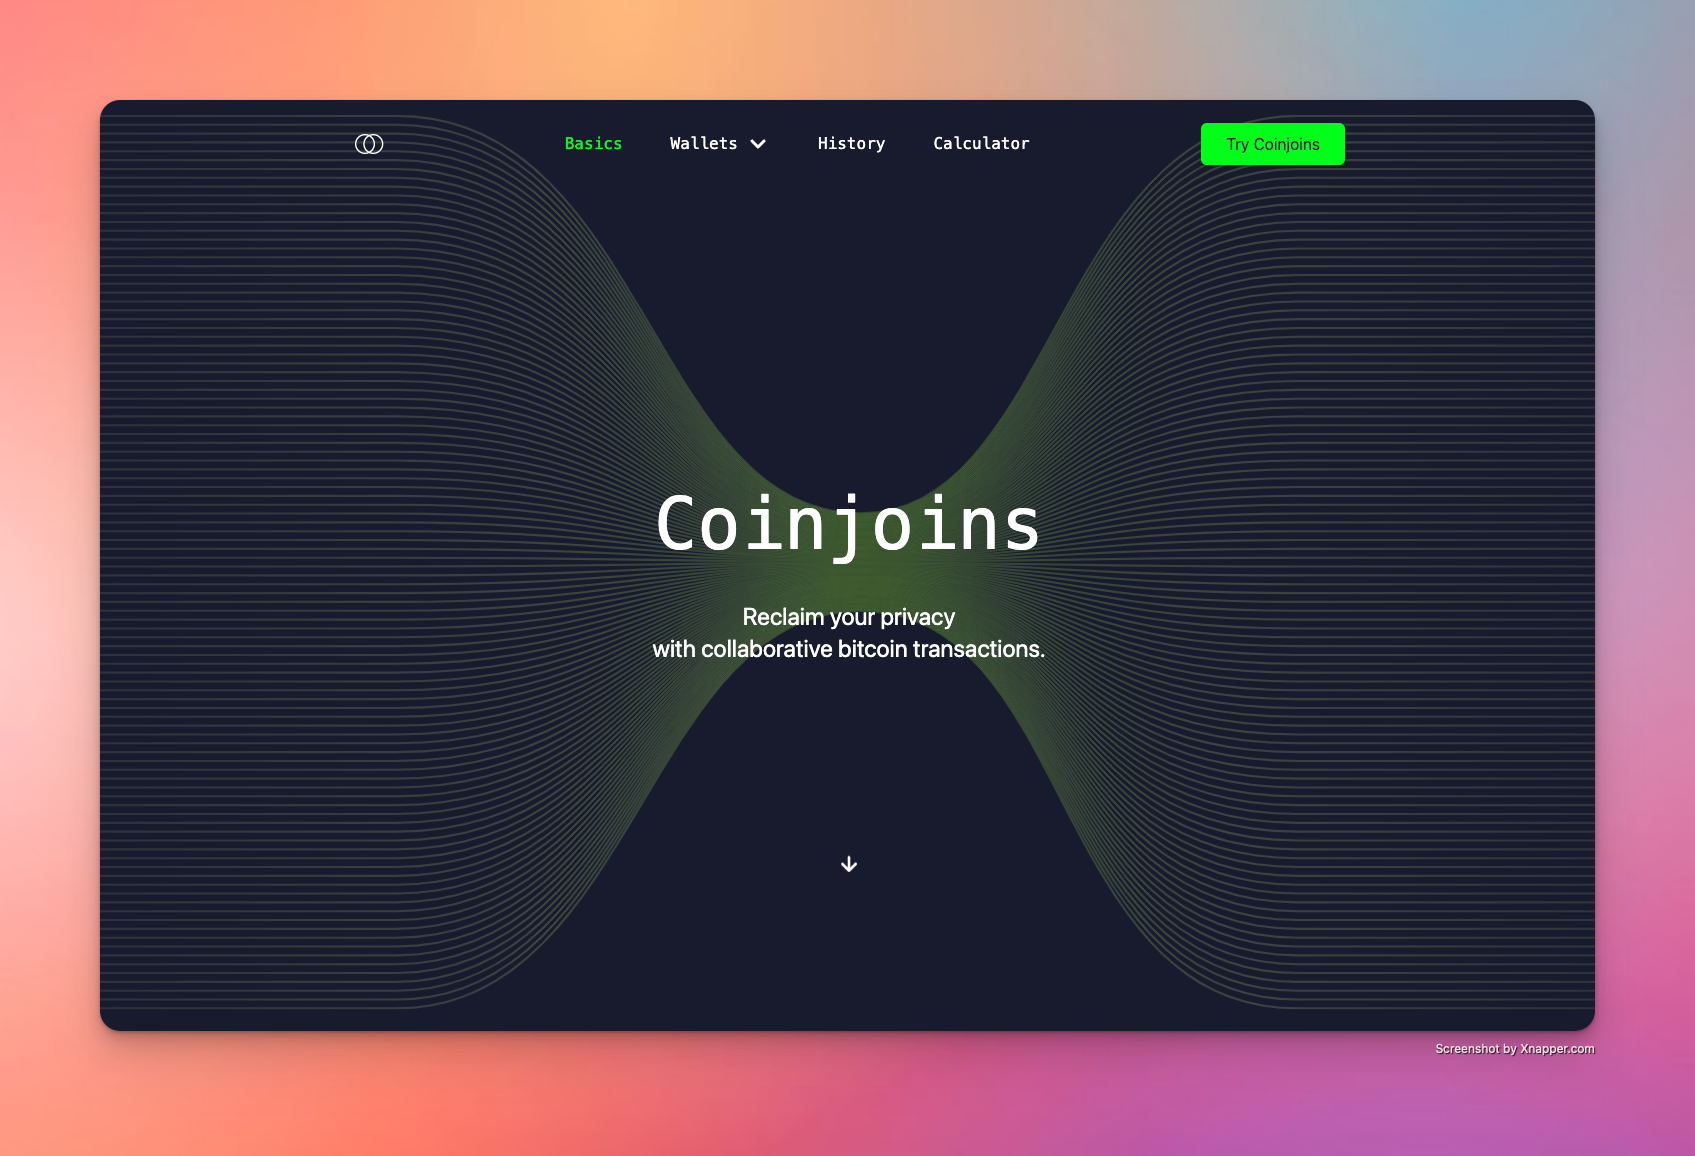 Basics
Wallets
History
Calculator
Try Coinjoins
Coinjoins
Reclaim your privacy
with collaborative bitcoin transactions.
Screenshot by Xnapper.com